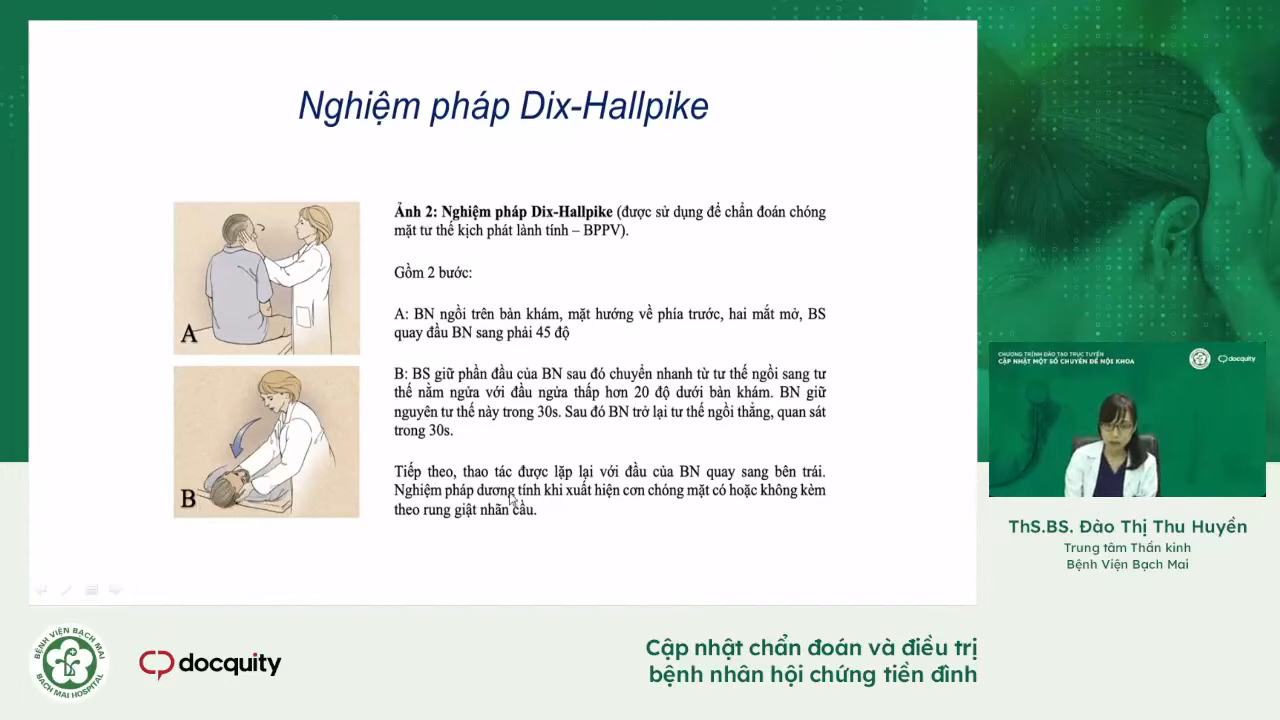 Nghiệm pháp Dix-Hallpike
A
B
Ảnh 2: Nghiệm pháp Dix-Hallpike (được sử dụng để chẩn đoán chóng
mặt tư thế kịch phát lành tính – BPPV).
Gồm 2 bước:
A: BN ngồi trên bàn khám, mặt hướng về phía trước, hai mắt mở, BS
quay đầu BN sang phải 45 độ
B: BS giữ phần đầu của BN sau đó chuyển nhanh từ tư thế ngồi sang tư
thế nằm ngửa với đầu ngửa thấp hơn 20 độ dưới bàn khám. BN giữ
nguyên tư thế này trong 30s. Sau đó BN trở lại tư thế ngồi thẳng, quan sát
trong 30s.
Tiếp theo, thao tác được lặp lại với đầu của BN quay sang bên trái.
Nghiệm pháp dương tính khi xuất hiện cơn chóng mặt có hoặc không kèm
theo rung giật nhãn cầu.
CHƯƠNG TRÌNH ĐÀO TẠO TRỰC TUYẾN
CẬP NHẬT MỘT SỐ CHUYÊN ĐỀ NỘI KHOA
docquity
ThS.BS. Đào Thị Thu Huyền
Trung tâm Thần kinh
Bệnh Viện Bạch Mai
BỆNH VIỆN BẠCH MAI
BACH MAI HOSPITAL
docquity
Cập nhật chẩn đoán và điều trị
bệnh nhân hội chứng tiền đình